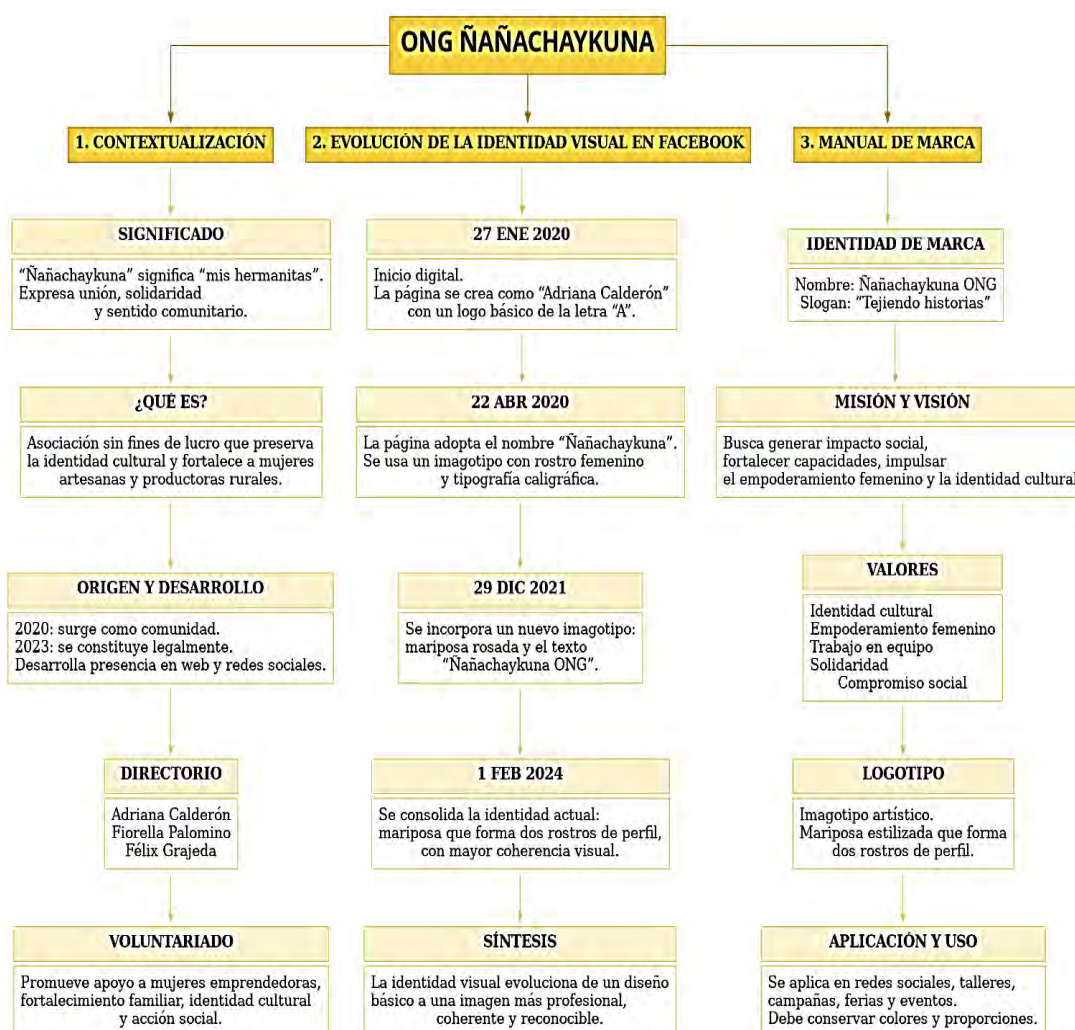 ONG ÑAÑACHAYKUNA
1. CONTEXTUALIZACIÓN
SIGNIFICADO
“Ñañachaykuna” significa “mis hermanitas”.
Expresa unión, solidaridad
y sentido comunitario.
¿QUÉ ES?
Asociación sin fines de lucro que preserva
la identidad cultural y fortalece a mujeres
artesanas y productoras rurales.
ORIGEN Y DESARROLLO
2020: surge como comunidad.
2023: se constituye legalmente.
Desarrolla presencia en web y redes sociales.
DIRECTORIO
Adriana Calderón
Fiorella Palomino
Félix Grajeda
VOLUNTARIADO
Promueve apoyo a mujeres emprendedoras,
fortalecimiento familiar, identidad cultural
y acción social.
2. EVOLUCIÓN DE LA IDENTIDAD VISUAL EN FACEBOOK
27 ENE 2020
Inicio digital.
La página se crea como “Adriana Calderón”
con un logo básico de la letra “A”.
22 ABR 2020
La página adopta el nombre “Ñañachaykuna”.
Se usa un imagotipo con rostro femenino
y tipografía caligráfica.
29 DIC 2021
Se incorpora un nuevo imagotipo:
mariposa rosada y el texto
“Ñañachaykuna ONG”.
1 FEB 2024
Se consolida la identidad actual:
mariposa que forma dos rostros de perfil,
con mayor coherencia visual.
SÍNTESIS
La identidad visual evoluciona de un diseño
básico a una imagen más profesional,
coherente y reconocible.
3. MANUAL DE MARCA
IDENTIDAD DE MARCA
Nombre: Ñañachaykuna ONG
Slogan: “Tejiendo historias”
MISIÓN Y VISIÓN
Busca generar impacto social,
fortalecer capacidades, impulsar
el empoderamiento femenino y la identidad cultural
VALORES
Identidad cultural
Empoderamiento femenino
Trabajo en equipo
Solidaridad
Compromiso social
LOGOTIPO
Imagotipo artístico.
Mariposa estilizada que forma
dos rostros de perfil.
APLICACIÓN Y USO
Se aplica en redes sociales, talleres,
campañas, ferias y eventos.
Debe conservar colores y proporciones.